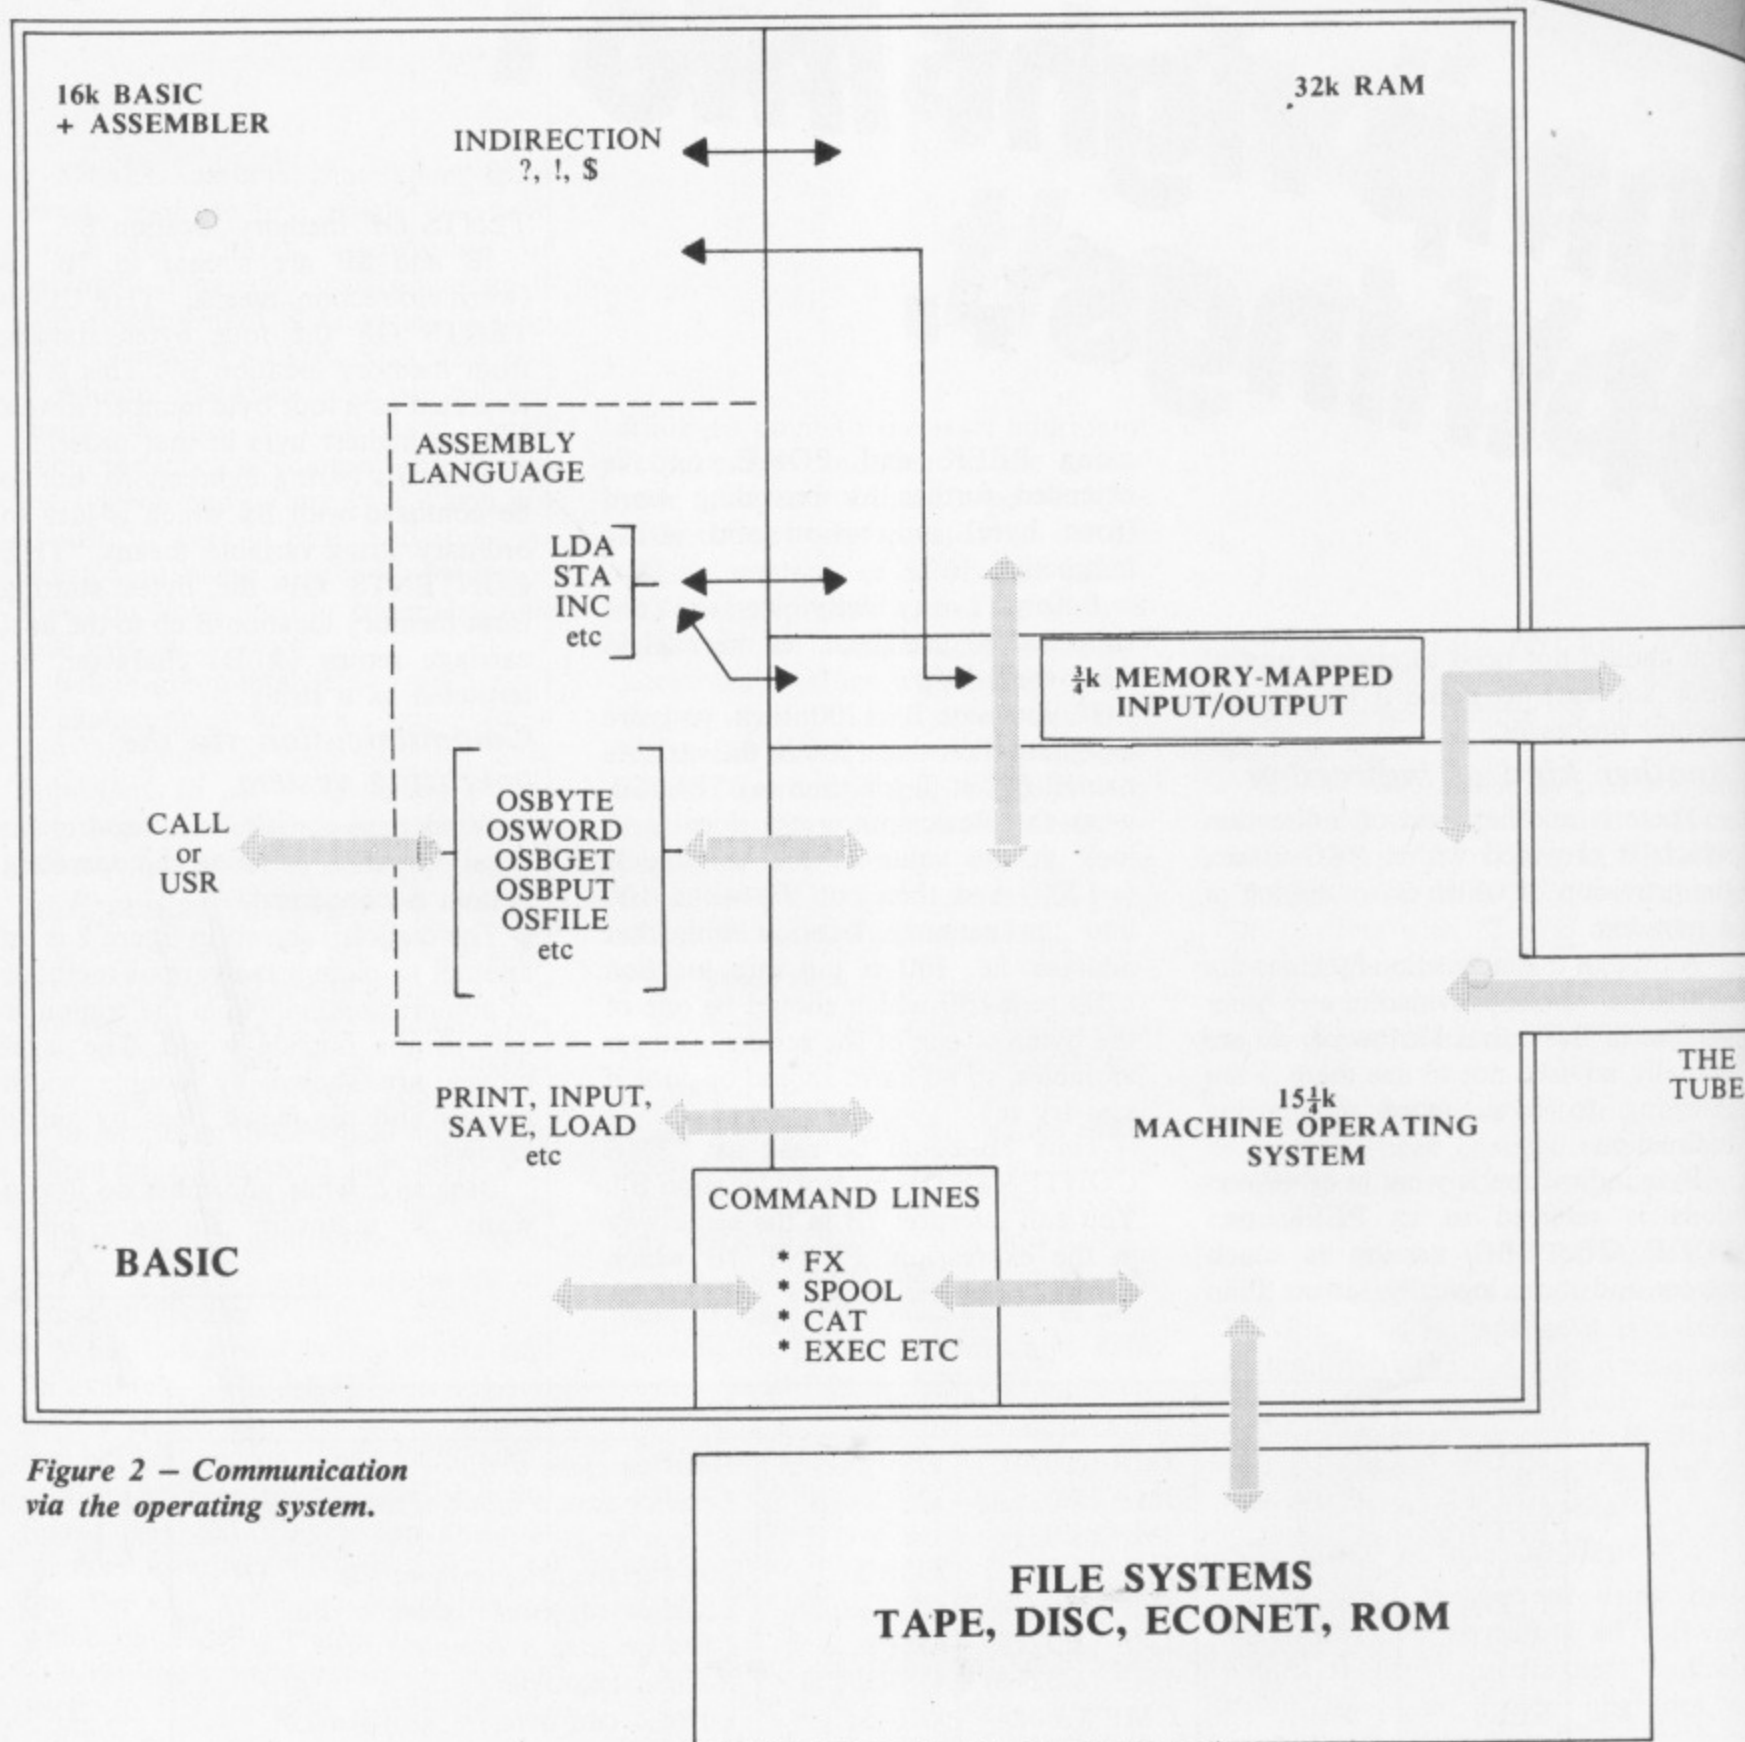 16k BASIC
+ ASSEMBLER
32k RAM
INDIRECTION
?, !, $
ASSEMBLY
LANGUAGE
LDA
STA
INC
etc
¾k MEMORY-MAPPED
INPUT/OUTPUT
CALL
or
USR
OSBYTE
OSWORD
OSBGET
OSBPUT
OSFILE
etc
THE
TUBE
PRINT, INPUT,
SAVE, LOAD
etc
15¼k
MACHINE OPERATING
SYSTEM
COMMAND LINES
* FX
* SPOOL
* CAT
* EXEC ETC
BASIC
Figure 2 – Communication
via the operating system.
FILE SYSTEMS
TAPE, DISC, ECONET, ROM